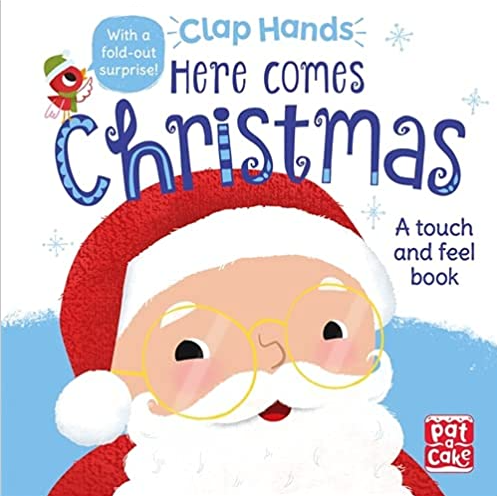 With a
fold-out
surprise!
Clap Hands
Here comes
Christmas
A touch
and feel
book
pat
a
cake